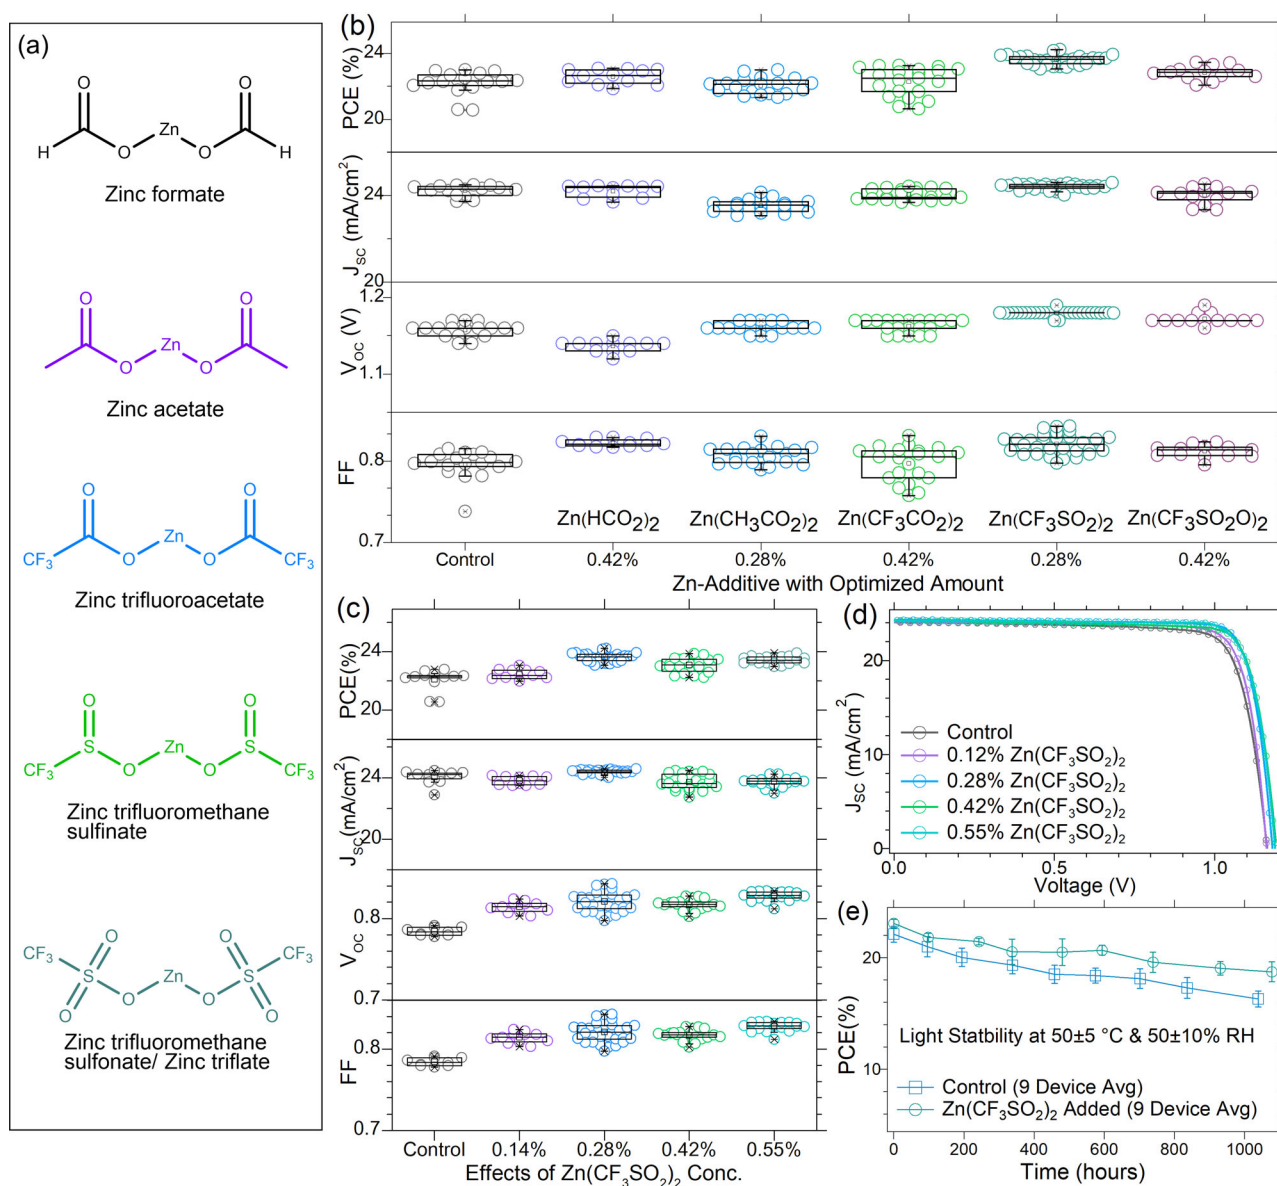 (a)
O
O
Zn
H
O
O
H
Zinc formate
O
O
Zn
O
O
Zinc acetate
O
O
Zn
CF3
O
O
CF3
Zinc trifluoroacetate
O
O
Zn
CF3
S
O
O
S
CF3
Zinc trifluoromethane
sulfinate
O
O
CF3
CF3
Zn
S
S
O
O
O
O
Zinc trifluoromethane
sulfonate/ Zinc triflate
(b)
PCE (%)
24
20
JSC (mA/cm²)
24
20
VOC (V)
1.2
1.1
FF
0.8
0.7
Zn(HCO2)2
Zn(CH3CO2)2
Zn(CF3CO2)2
Zn(CF3SO2)2
Zn(CF3SO2O)2
Control
0.42%
0.28%
0.42%
0.28%
0.42%
Zn-Additive with Optimized Amount
(c)
PCE(%)
24
20
JSC(mA/cm²)
24
20
VOC
0.8
0.7
FF
0.8
0.7
Control
0.14%
0.28%
0.42%
0.55%
Effects of Zn(CF3SO2)2 Conc.
(d)
JSC (mA/cm²)
20
10
0
Control
0.12% Zn(CF3SO2)2
0.28% Zn(CF3SO2)2
0.42% Zn(CF3SO2)2
0.55% Zn(CF3SO2)2
0.0
0.5
1.0
Voltage (V)
(e)
PCE(%)
20
10
Light Statbility at 50±5 °C & 50±10% RH
Control (9 Device Avg)
Zn(CF3SO2)2 Added (9 Device Avg)
0
200
400
600
800
1000
Time (hours)